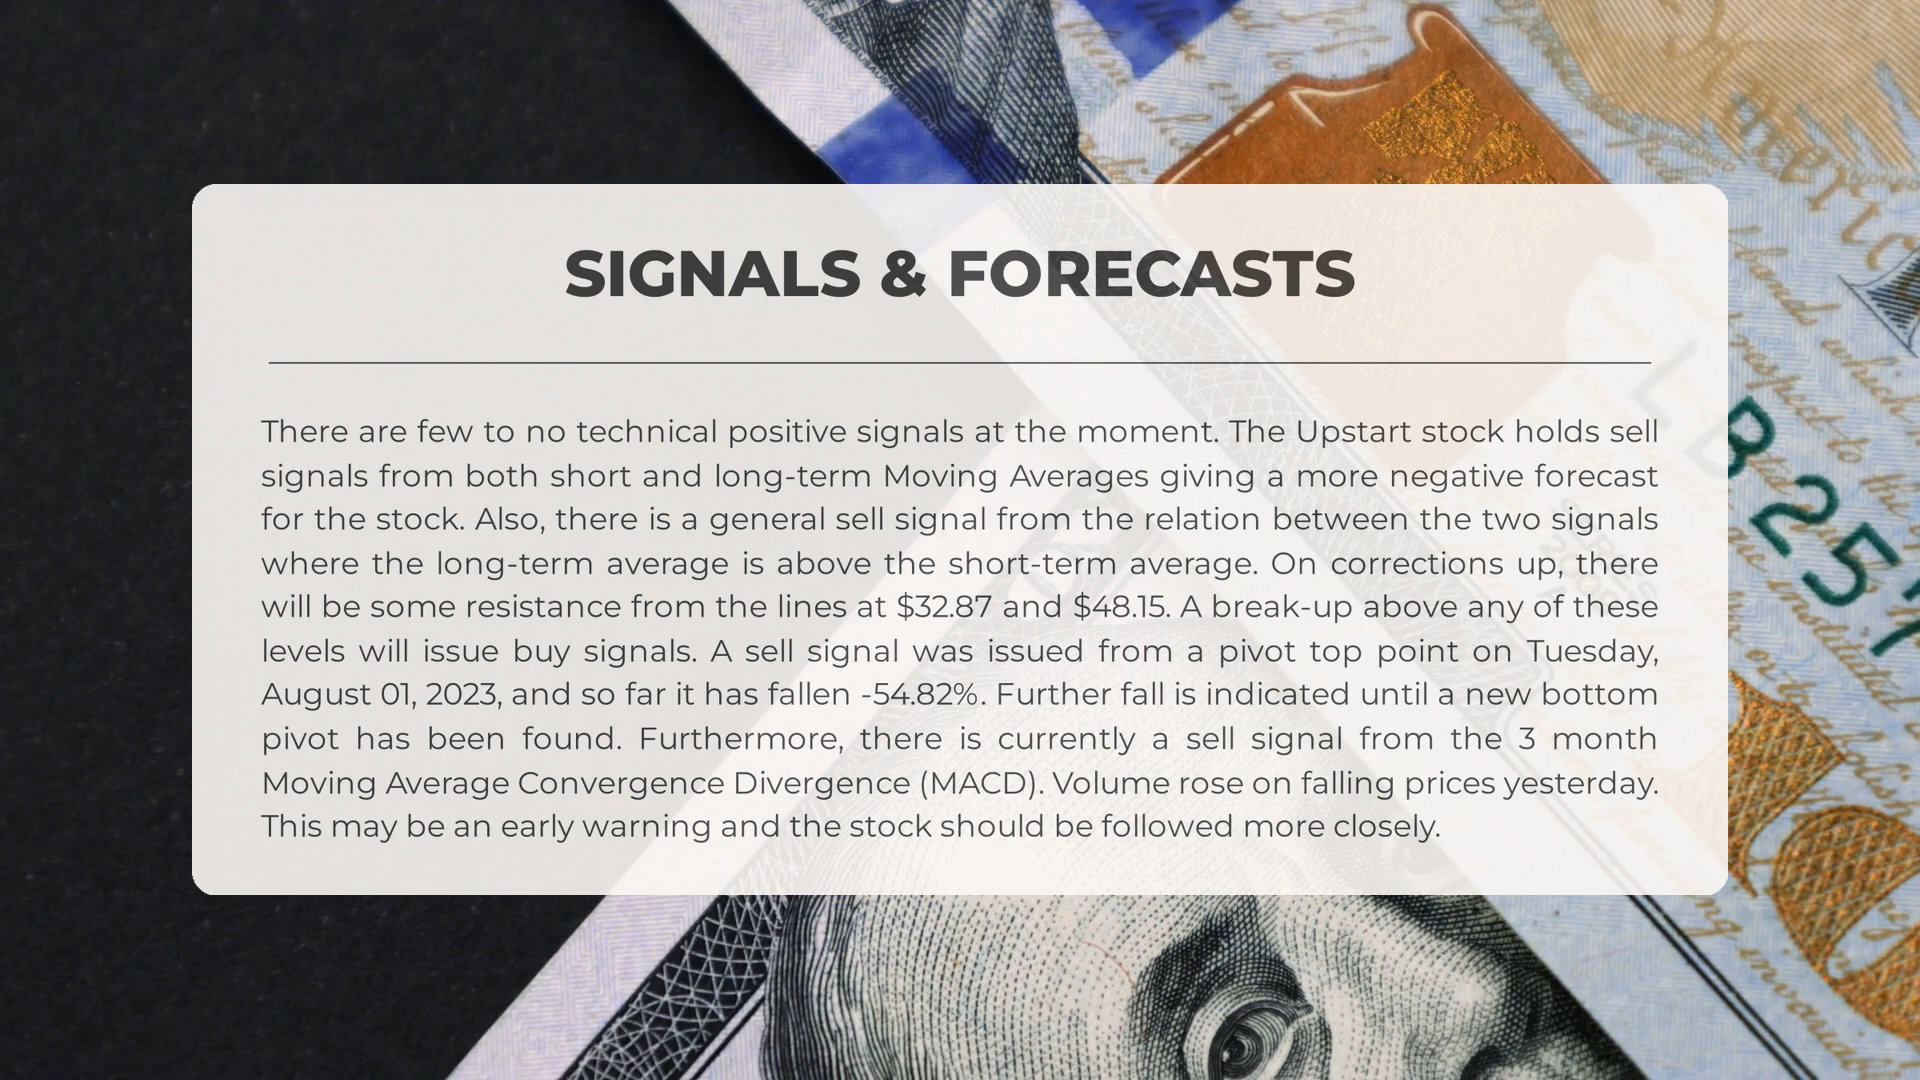 SIGNALS & FORECASTS
There are few to no technical positive signals at the moment. The Upstart stock holds sell
signals from both short and long-term Moving Averages giving a more negative forecast
for the stock. Also, there is a general sell signal from the relation between the two signals
where the long-term average is above the short-term average. On corrections up, there
will be some resistance from the lines at $32.87 and $48.15. A break-up above any of these
levels will issue buy signals. A sell signal was issued from a pivot top point on Tuesday,
August 01, 2023, and so far it has fallen -54.82%. Further fall is indicated until a new bottom
pivot has been found. Furthermore, there is currently a sell signal from the 3 month
Moving Average Convergence Divergence (MACD). Volume rose on falling prices yesterday.
This may be an early warning and the stock should be followed more closely.
LB25